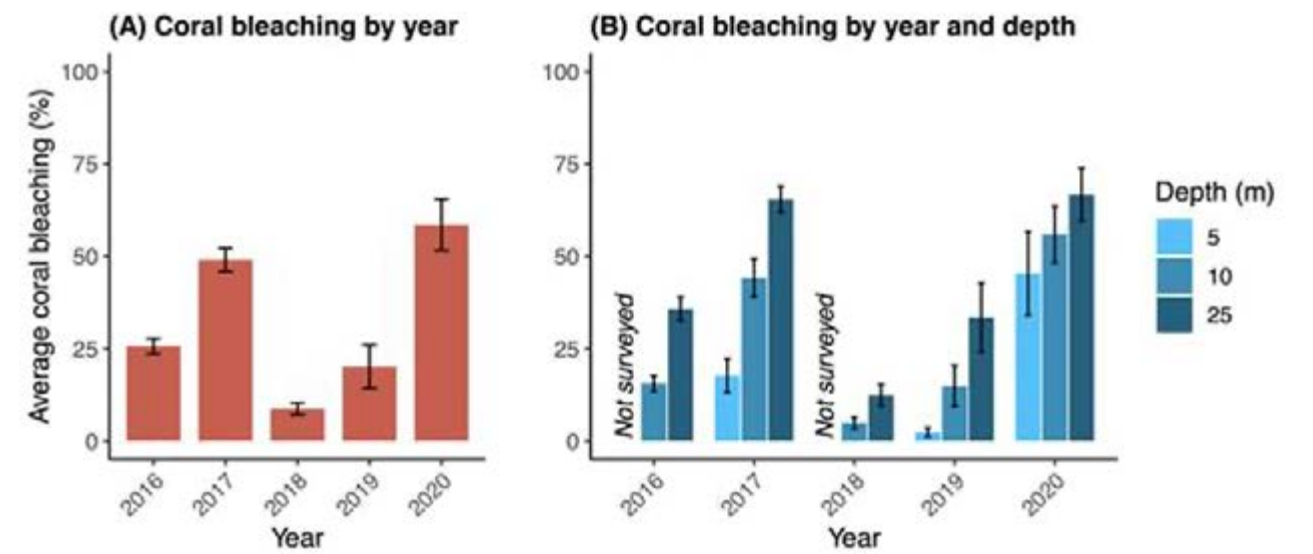 (A) Coral bleaching by year
Average coral bleaching (%)
100
75
50
25
0
2016
2017
2018
2019
2020
Year
(B) Coral bleaching by year and depth
100
75
50
25
0
Not surveyed
Not surveyed
2016
2017
2018
2019
2020
Year
Depth (m)
5
10
25